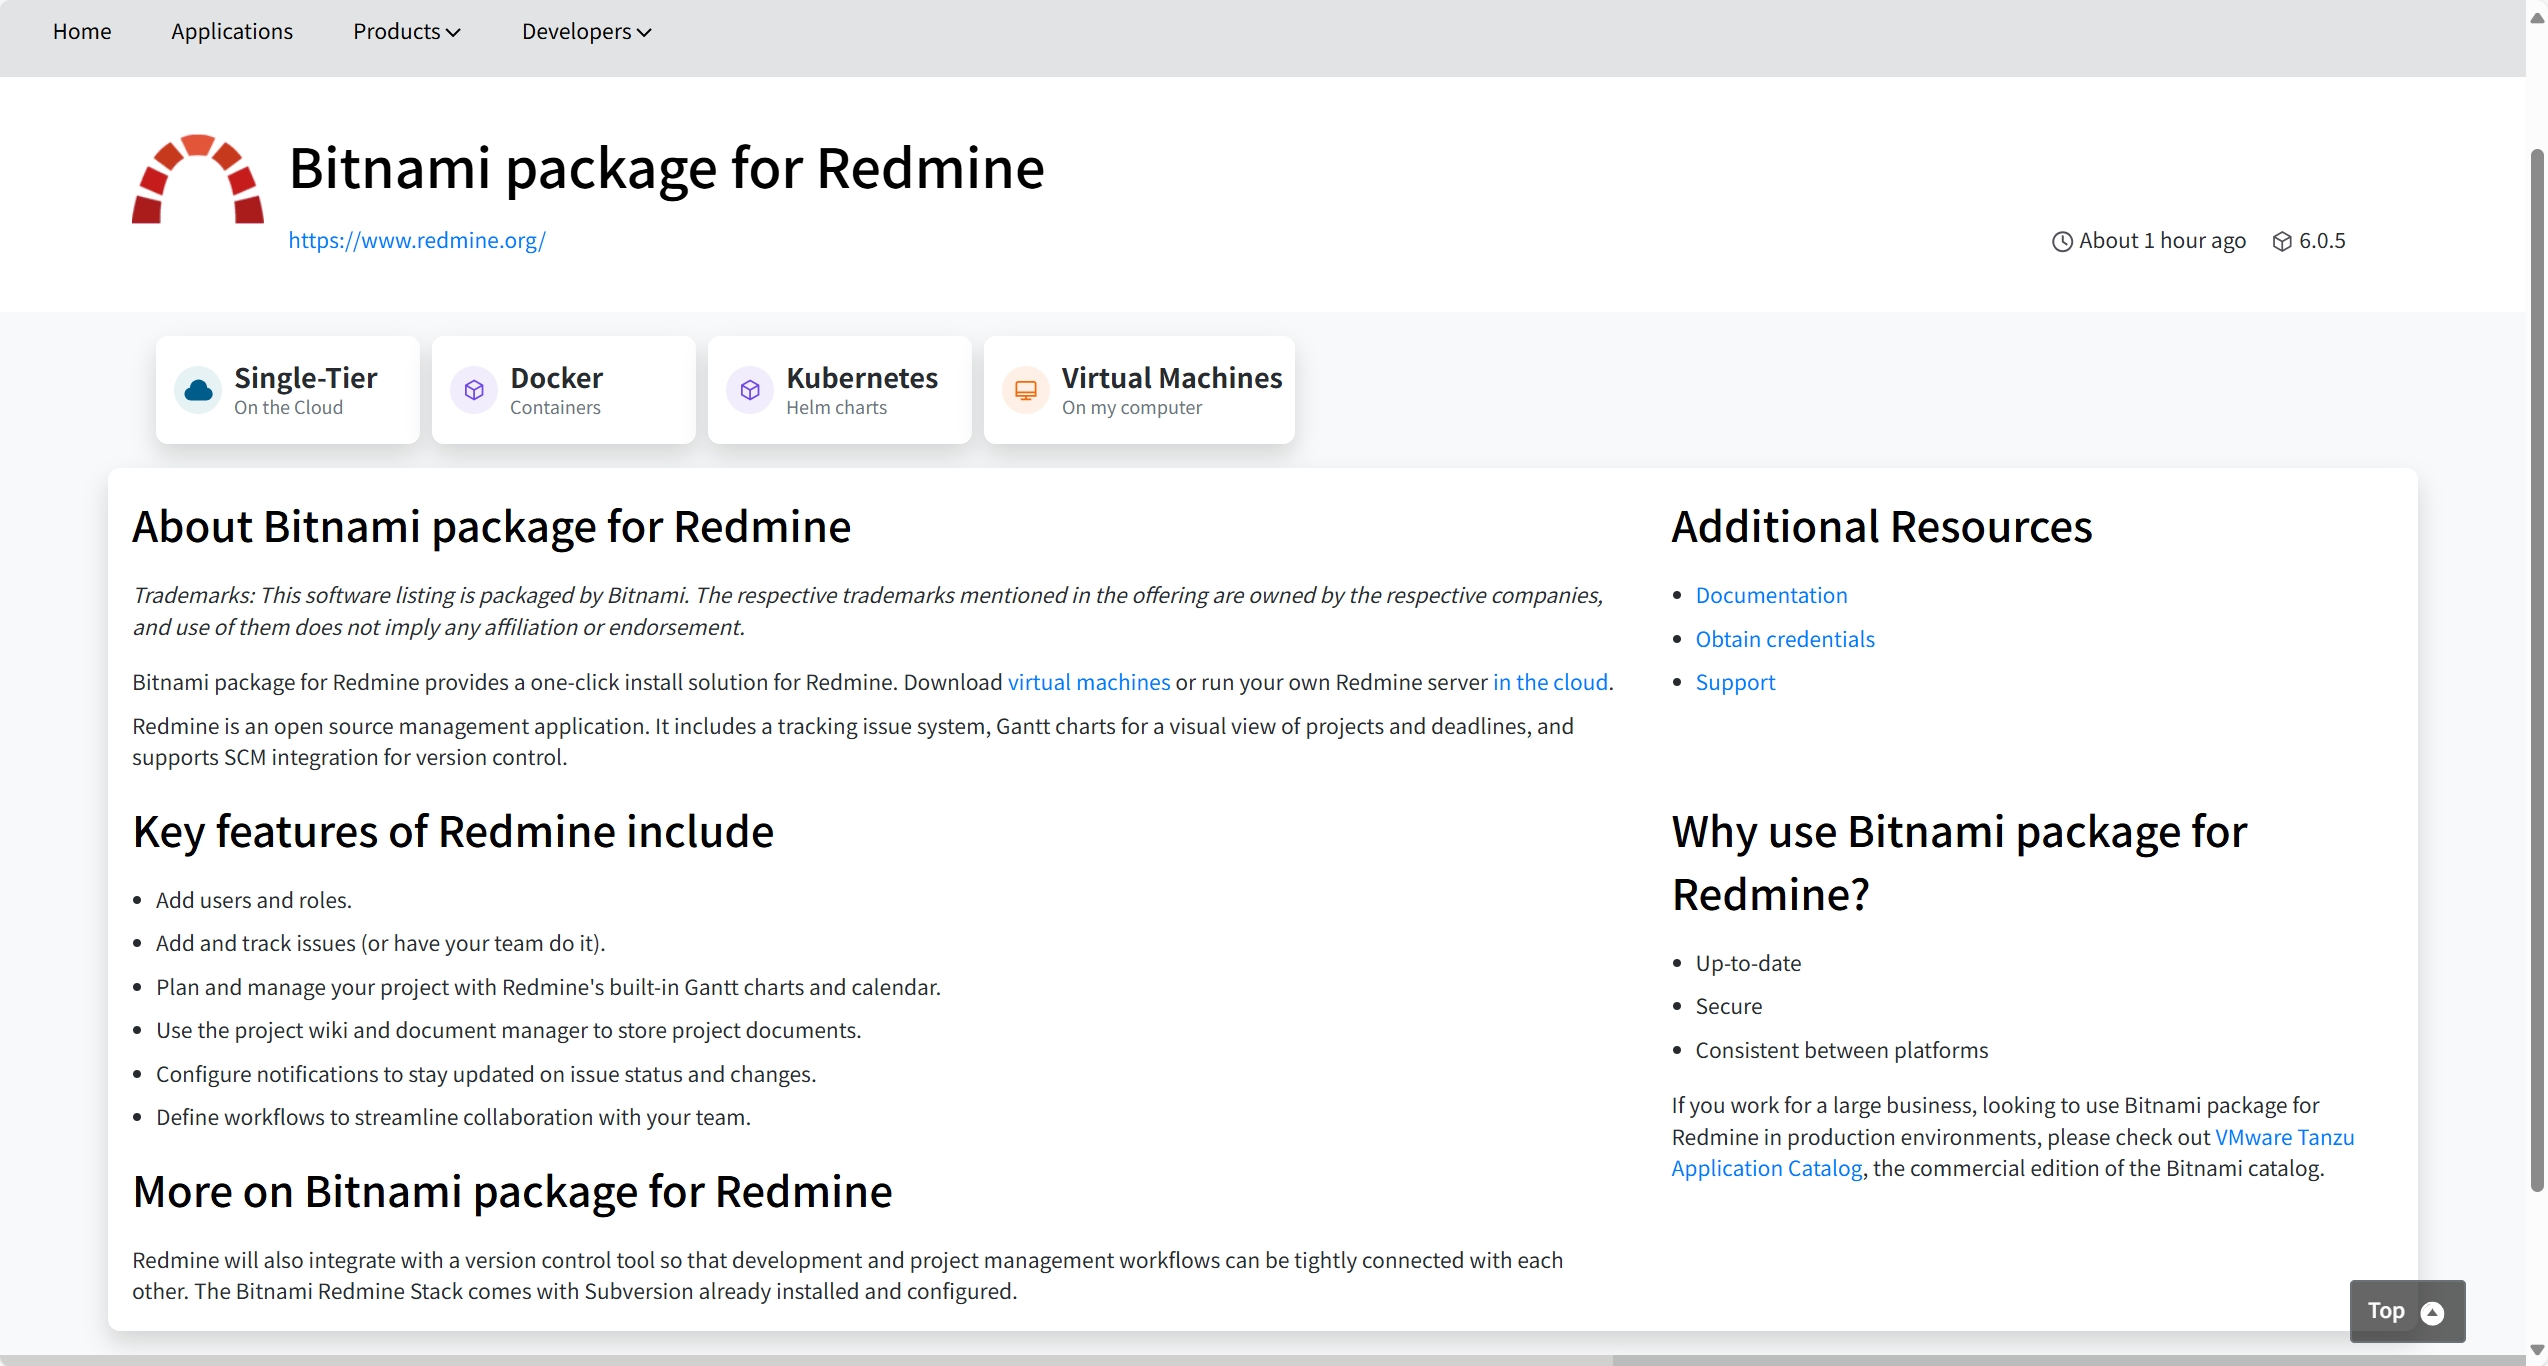 Home Applications Products Developers
Bitnami package for Redmine
https://www.redmine.org/
About 1 hour ago 6.0.5
Single-Tier
On the Cloud
Docker
Containers
Kubernetes
Helm charts
Virtual Machines
On my computer
About Bitnami package for Redmine
Trademarks: This software listing is packaged by Bitnami. The respective trademarks mentioned in the offering are owned by the respective companies,
and use of them does not imply any affiliation or endorsement.
Bitnami package for Redmine provides a one-click install solution for Redmine. Download virtual machines or run your own Redmine server in the cloud.
Redmine is an open source management application. It includes a tracking issue system, Gantt charts for a visual view of projects and deadlines, and
supports SCM integration for version control.
Additional Resources
Documentation
Obtain credentials
Support
Key features of Redmine include
Add users and roles.
Add and track issues (or have your team do it).
Plan and manage your project with Redmine's built-in Gantt charts and calendar.
Use the project wiki and document manager to store project documents.
Configure notifications to stay updated on issue status and changes.
Define workflows to streamline collaboration with your team.
Why use Bitnami package for
Redmine?
Up-to-date
Secure
Consistent between platforms
If you work for a large business, looking to use Bitnami package for
Redmine in production environments, please check out VMware Tanzu
Application Catalog, the commercial edition of the Bitnami catalog.
More on Bitnami package for Redmine
Redmine will also integrate with a version control tool so that development and project management workflows can be tightly connected with each
other. The Bitnami Redmine Stack comes with Subversion already installed and configured.
Top